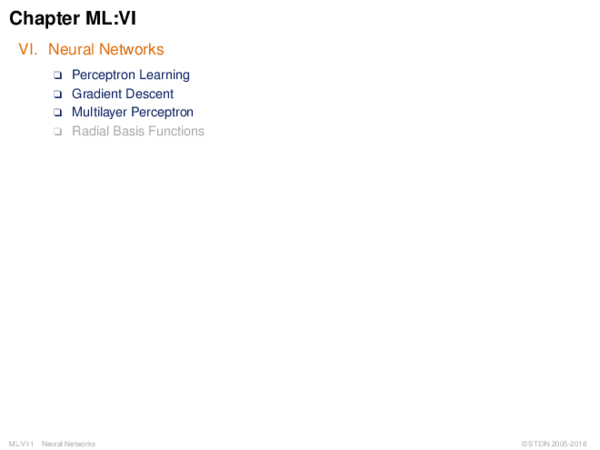 Chapter ML:VI
VI. Neural Networks
❑ Perceptron Learning
❑ Gradient Descent
❑ Multilayer Perceptron
❑ Radial Basis Functions
ML:VI-1 Neural Networks
© STEIN 2005-2018